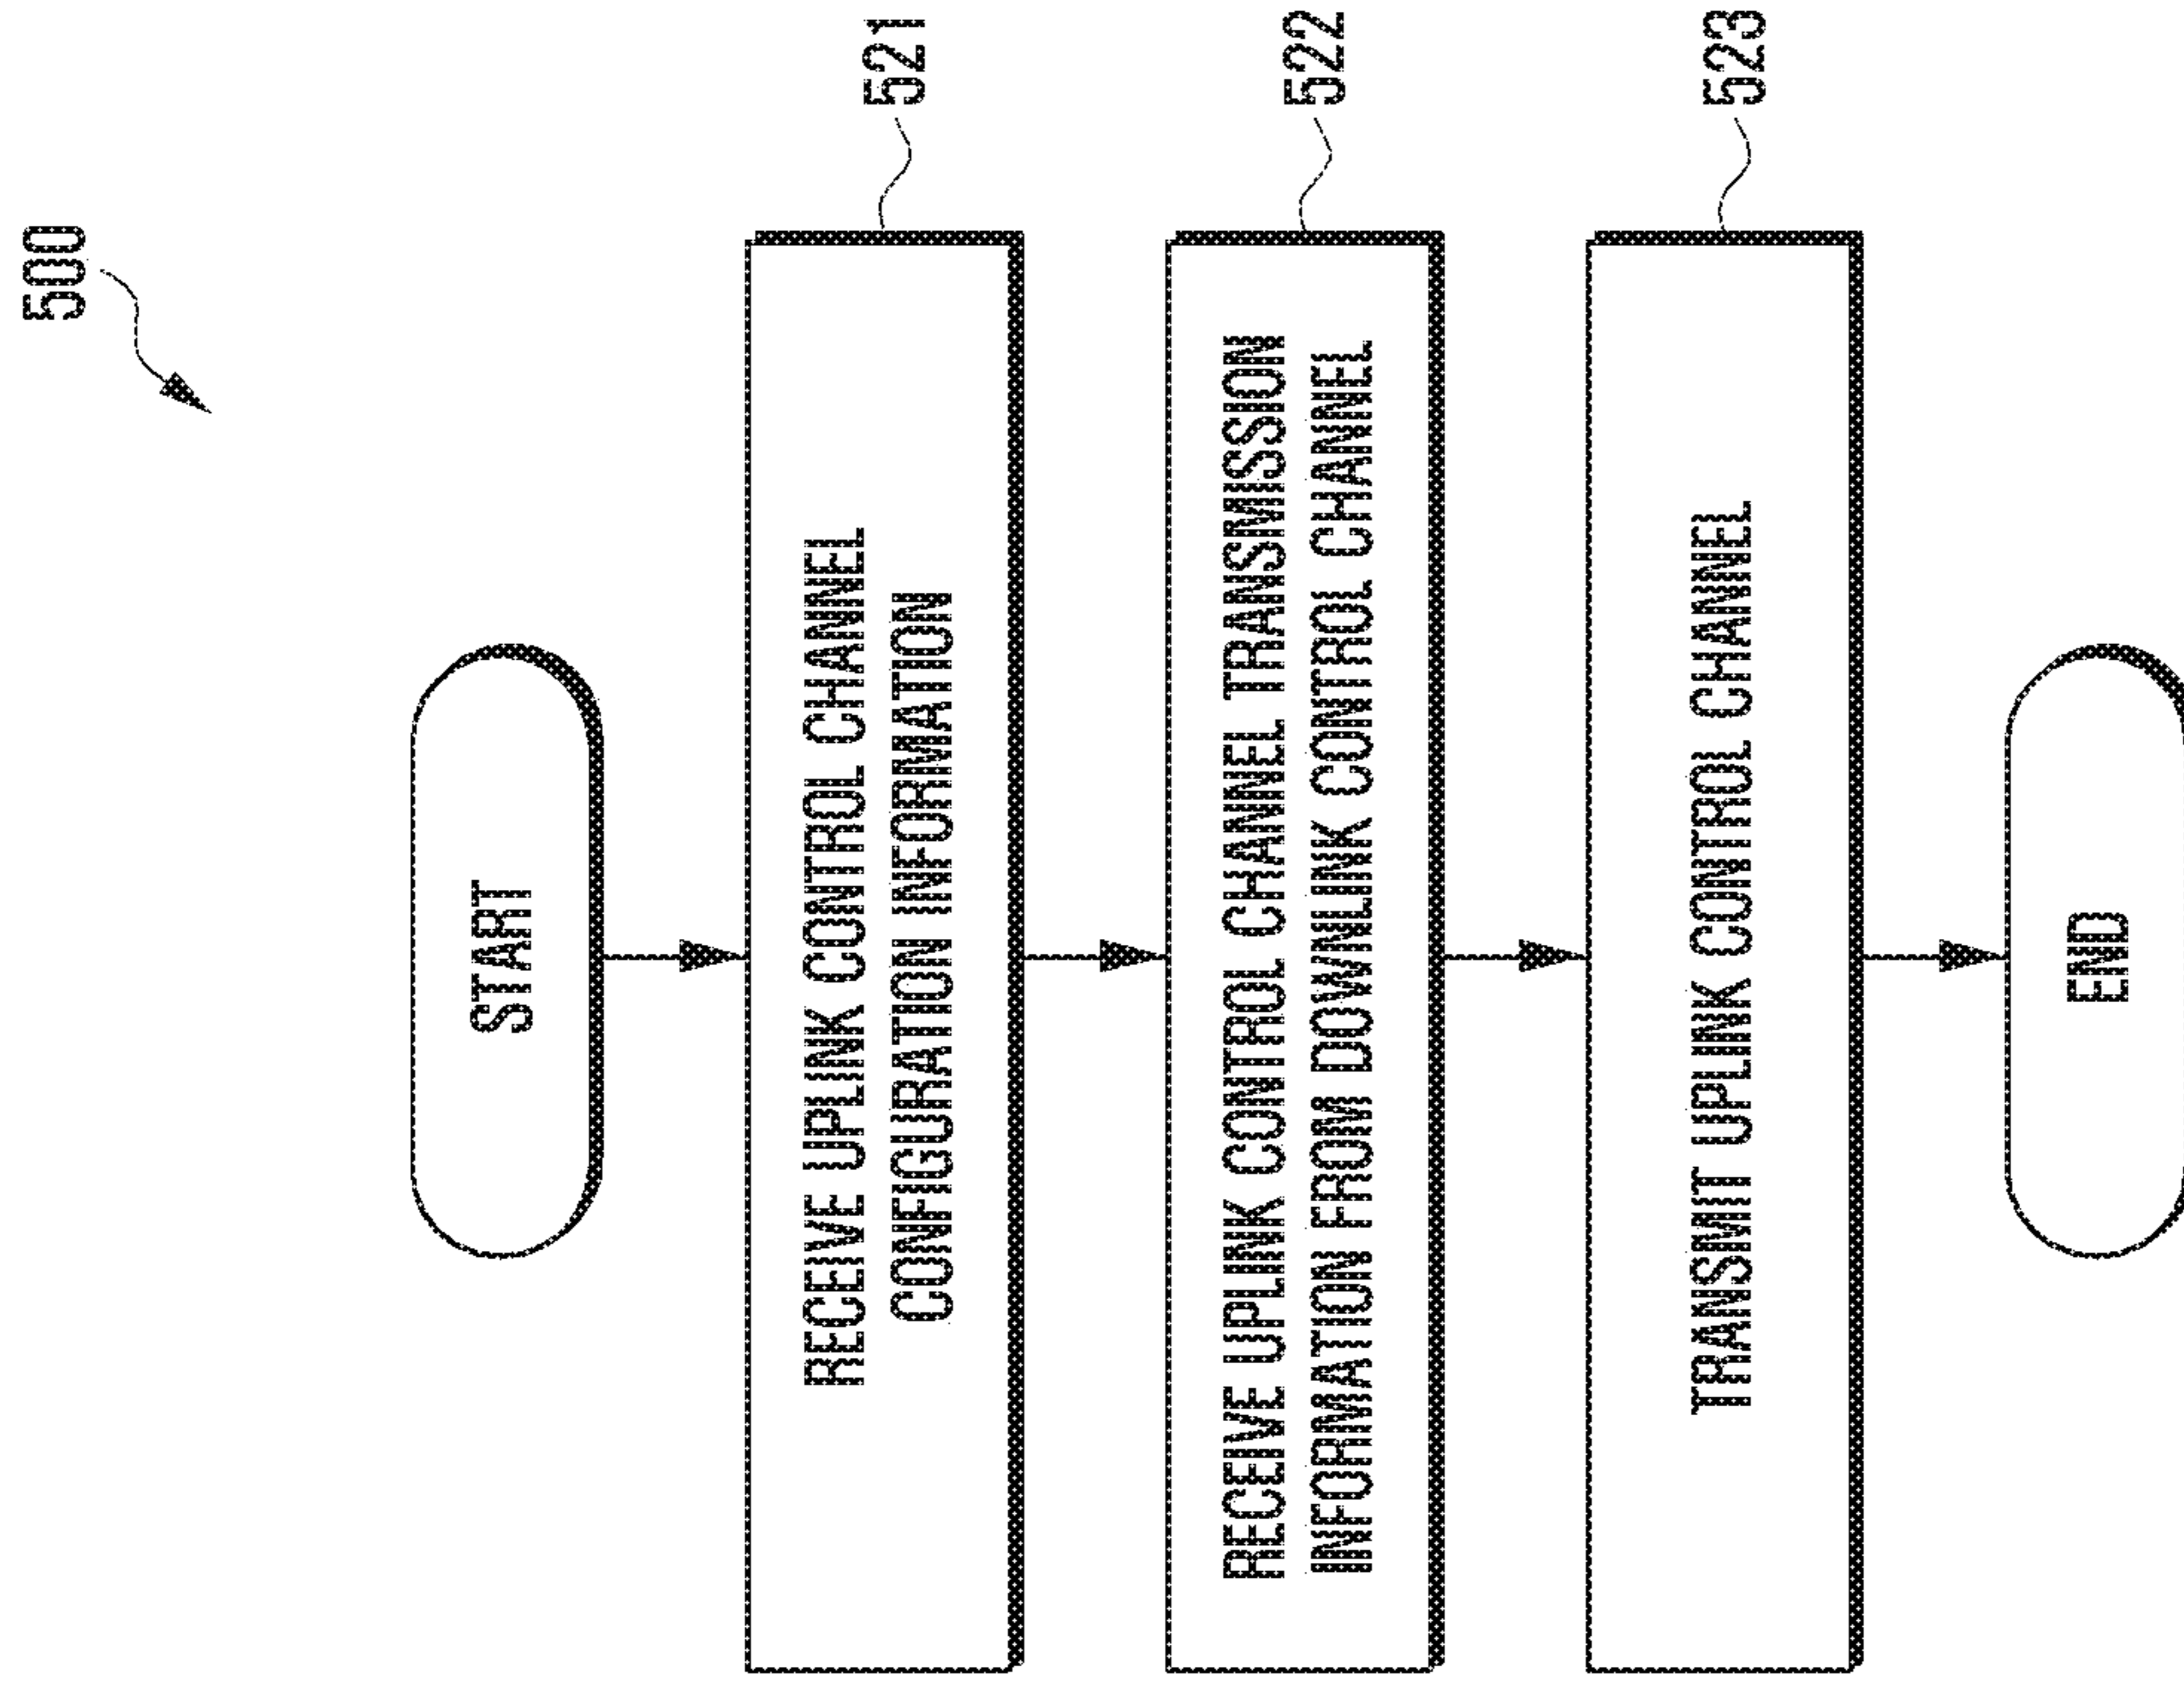 500
START
RECEIVE UPLINK CONTROL CHANNEL
CONFIGURATION INFORMATION
521
RECEIVE UPLINK CONTROL CHANNEL TRANSMISSION
INFORMATION FROM DOWNLINK CONTROL CHANNEL
522
TRANSMIT UPLINK CONTROL CHANNEL
523
END